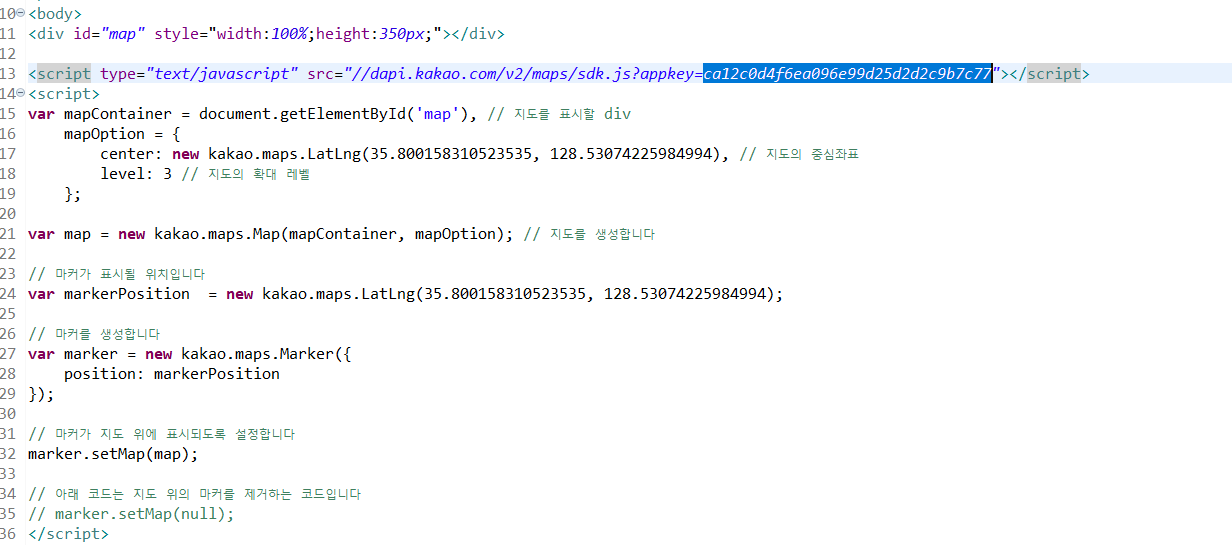 10 <body>
11 <div id="map" style="width:100%;height:350px;"></div>
12
13 <script type="text/javascript" src="//dapi.kakao.com/v2/maps/sdk.js?appkey=ca12c0d4f6ea096e99d25d2d2c9b7c77"></script>
14 <script>
15 var mapContainer = document.getElementById('map'), // 지도를 표시할 div
16     mapOption = {
17         center: new kakao.maps.LatLng(35.800158310523535, 128.53074225984994), // 지도의 중심좌표
18         level: 3 // 지도의 확대 레벨
19     };
20
21 var map = new kakao.maps.Map(mapContainer, mapOption); // 지도를 생성합니다
22
23 // 마커가 표시될 위치입니다
24 var markerPosition  = new kakao.maps.LatLng(35.800158310523535, 128.53074225984994);
25
26 // 마커를 생성합니다
27 var marker = new kakao.maps.Marker({
28     position: markerPosition
29 });
30
31 // 마커가 지도 위에 표시되도록 설정합니다
32 marker.setMap(map);
33
34 // 아래 코드는 지도 위의 마커를 제거하는 코드입니다
35 // marker.setMap(null);
36 </script>